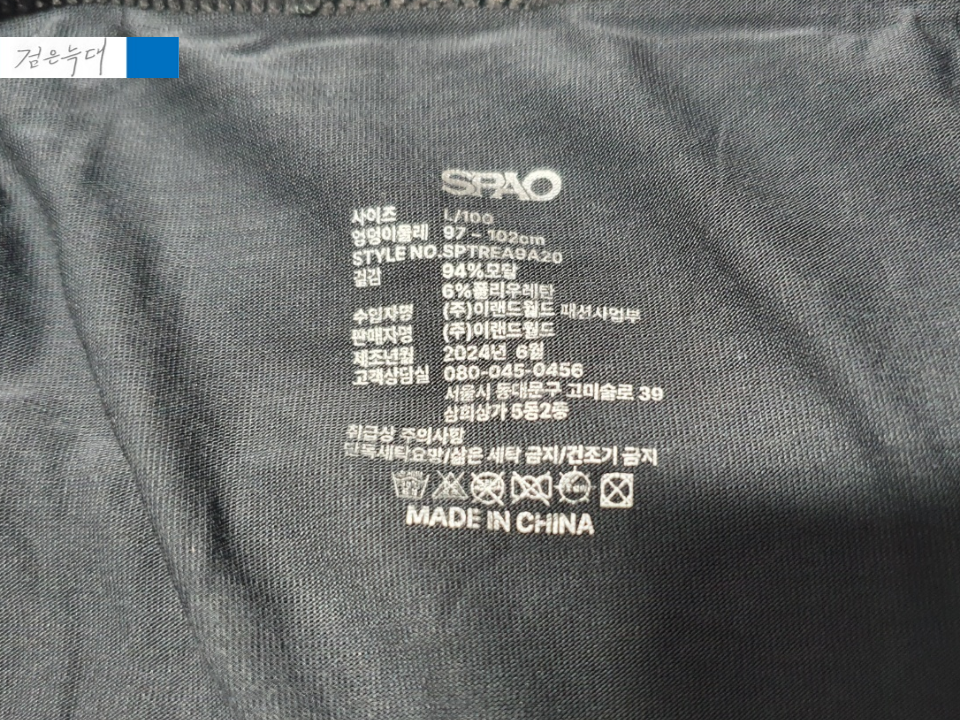 검은늑대
SPAO
사이즈 L/100
엉덩이둘레 97 - 102cm
STYLE NO. SPTREA9A20
겉감 94%모달
6%폴리우레탄
수입자명 (주)이랜드월드 패션사업부
판매자명 (주)이랜드월드
제조년월 2024년 6월
고객상담실 080-045-0456
서울시 동대문구 고미술로 39
삼희상가 5동2층
취급상 주의사항
단독세탁요망/삶은 세탁 금지/건조기 금지
MADE IN CHINA